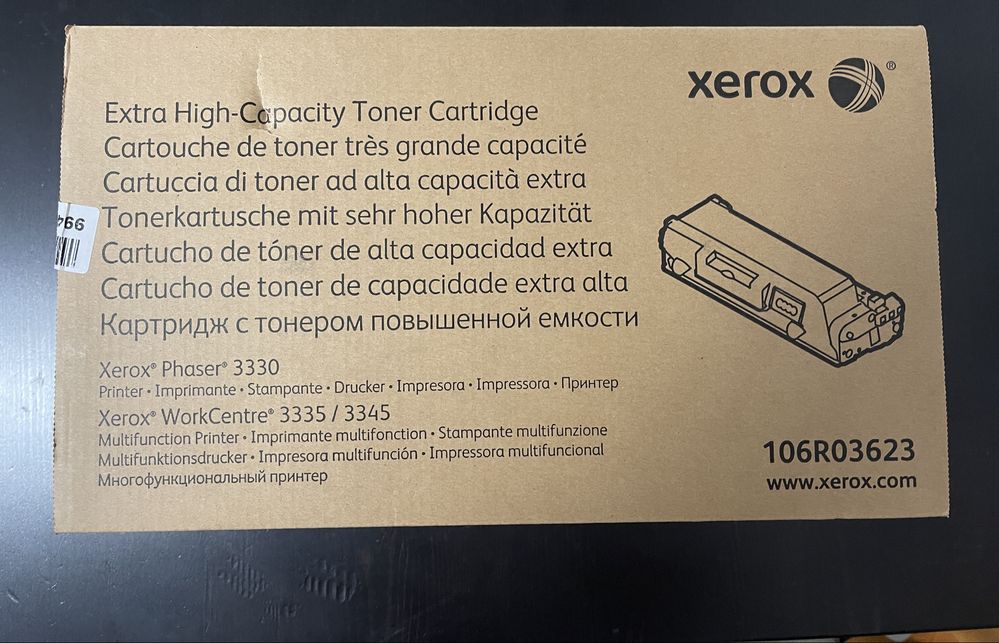 xerox ®
Extra High-Capacity Toner Cartridge
Cartouche de toner très grande capacité
Cartuccia di toner ad alta capacità extra
Tonerkartusche mit sehr hoher Kapazität
Cartucho de tóner de alta capacidad extra
Cartucho de toner de capacidade extra alta
Картридж с тонером повышенной емкости
Xerox® Phaser® 3330
Printer • Imprimante • Stampante • Drucker • Impresora • Impressora • Принтер
Xerox® WorkCentre® 3335 / 3345
Multifunction Printer • Imprimante multifonction • Stampante multifunzione
Multifunktionsdrucker • Impresora multifunción • Impressora multifuncional
Многофункциональный принтер
106R03623
www.xerox.com